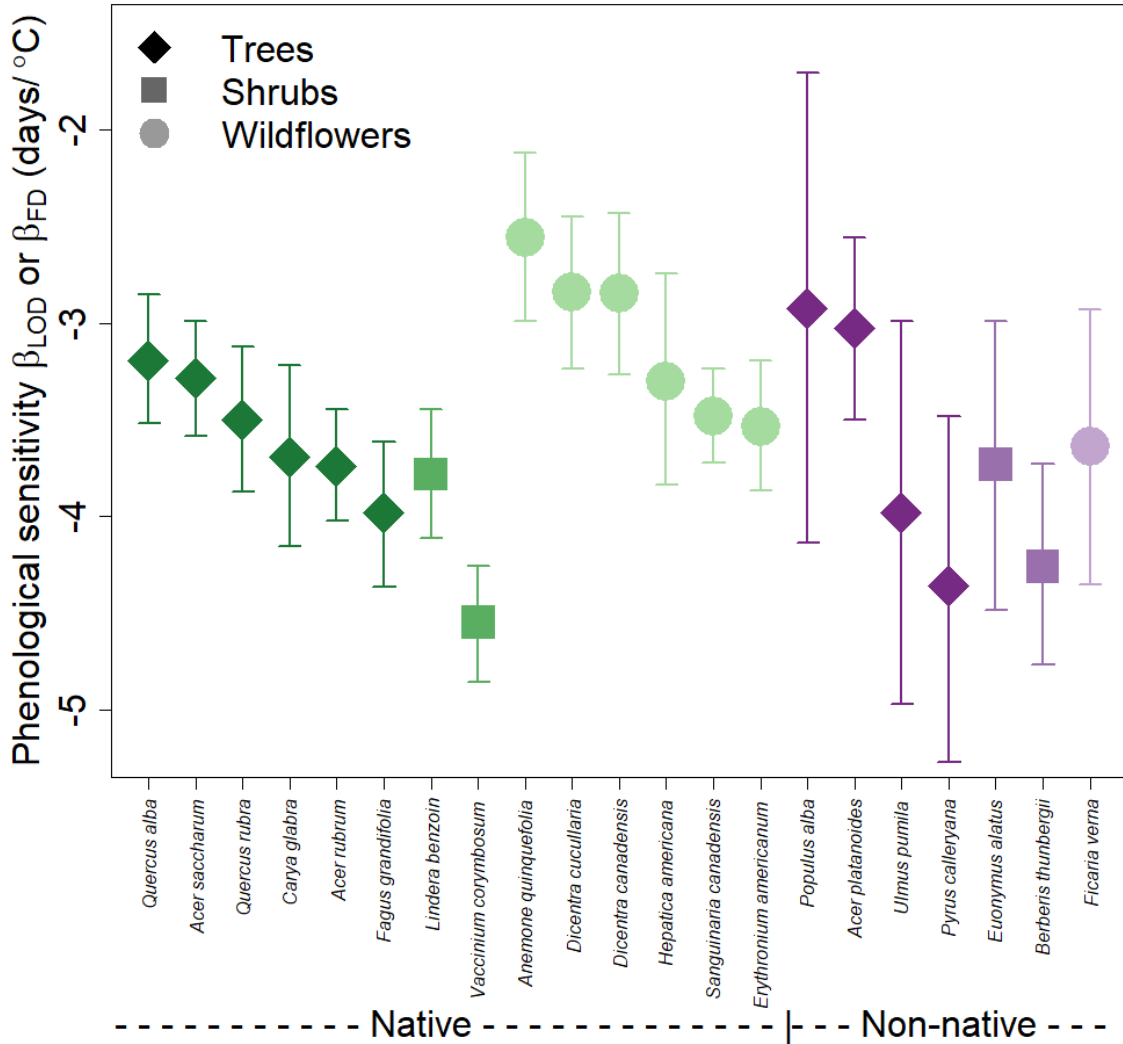 Phenological sensitivity βLOD or βFD (days/ °C)
Trees
Shrubs
Wildflowers
-2
-3
-4
-5
Quercus alba
Acer saccharum
Quercus rubra
Carya glabra
Acer rubrum
Fagus grandifolia
Lindera benzoin
Vaccinium corymbosum
Anemone quinquefolia
Dicentra cucullaria
Dicentra canadensis
Hepatica americana
Sanguinaria canadensis
Erythronium americanum
Populus alba
Acer platanoides
Ulmus pumila
Pyrus calleryana
Euonymus alatus
Berberis thunbergii
Ficaria verna
- - - - - - - - - - - Native - - - - - - - - - - - - - |- - - Non-native - - -